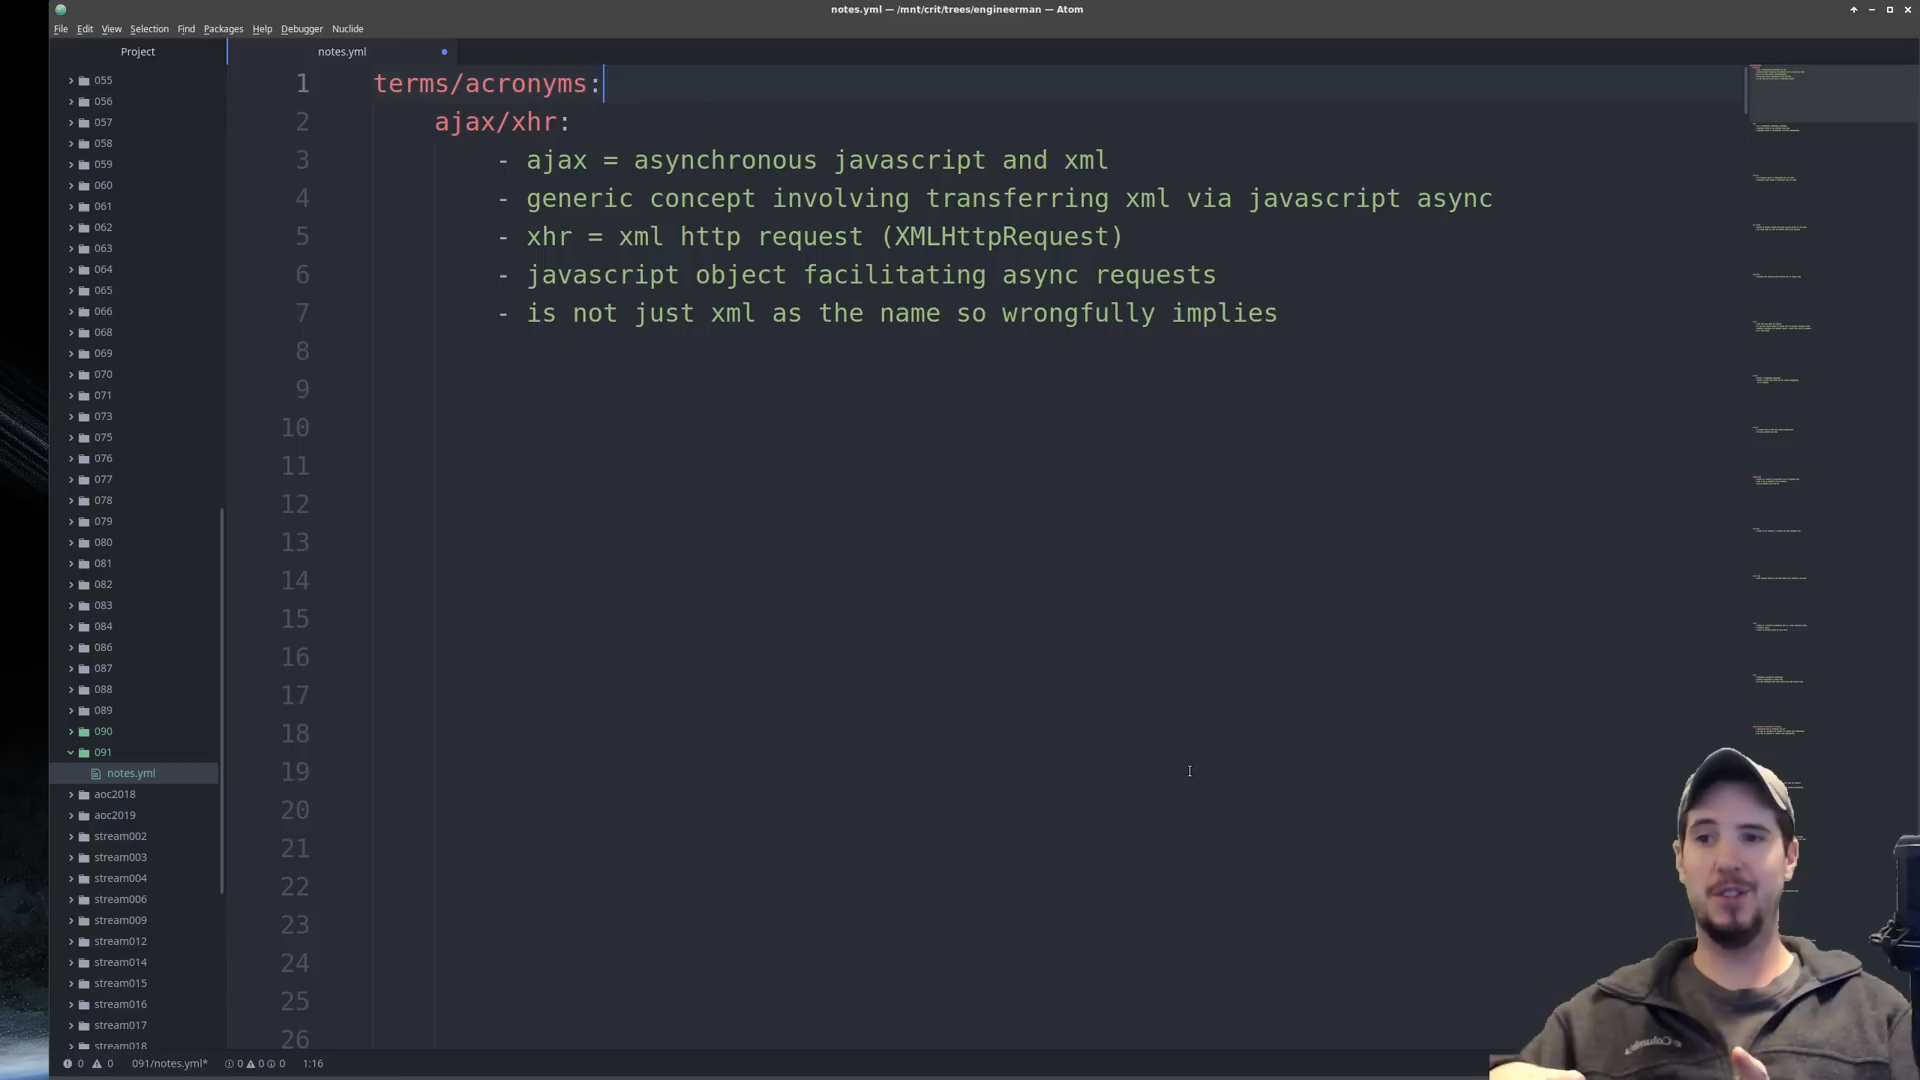 notes.yml — /mnt/crit/trees/engineerman — Atom
File Edit View Selection Find Packages Help Debugger Nuclide
Project
notes.yml
055
056
057
058
059
060
061
062
063
064
065
066
068
069
070
071
073
075
076
077
078
079
080
081
082
083
084
086
087
088
089
090
091
notes.yml
aoc2018
aoc2019
stream002
stream003
stream004
stream006
stream009
stream012
stream014
stream015
stream016
stream017
stream018
1 terms/acronyms:
2 ajax/xhr:
3 - ajax = asynchronous javascript and xml
4 - generic concept involving transferring xml via javascript async
5 - xhr = xml http request (XMLHttpRequest)
6 - javascript object facilitating async requests
7 - is not just xml as the name so wrongfully implies
8
9
10
11
12
13
14
15
16
17
18
19
20
21
22
23
24
25
26
Columbia
0 0 091/notes.yml* 0 0 0 1:16